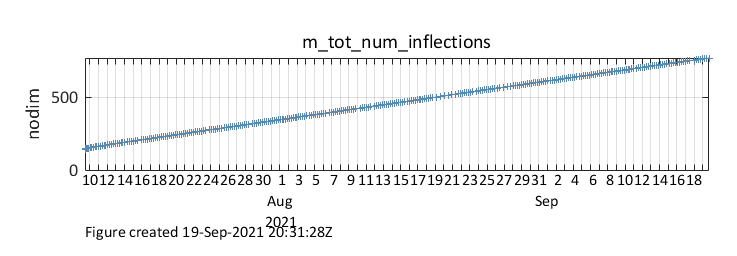 m_tot_num_inflections
nodim
500
0
10 12 14 16 18 20 22 24 26 28 30 1 3 5 7 9 11 13 15 17 19 21 23 25 27 29 31 2 4 6 8 10 12 14 16 18
Aug Sep
2021
Figure created 19-Sep-2021 20:31:28Z